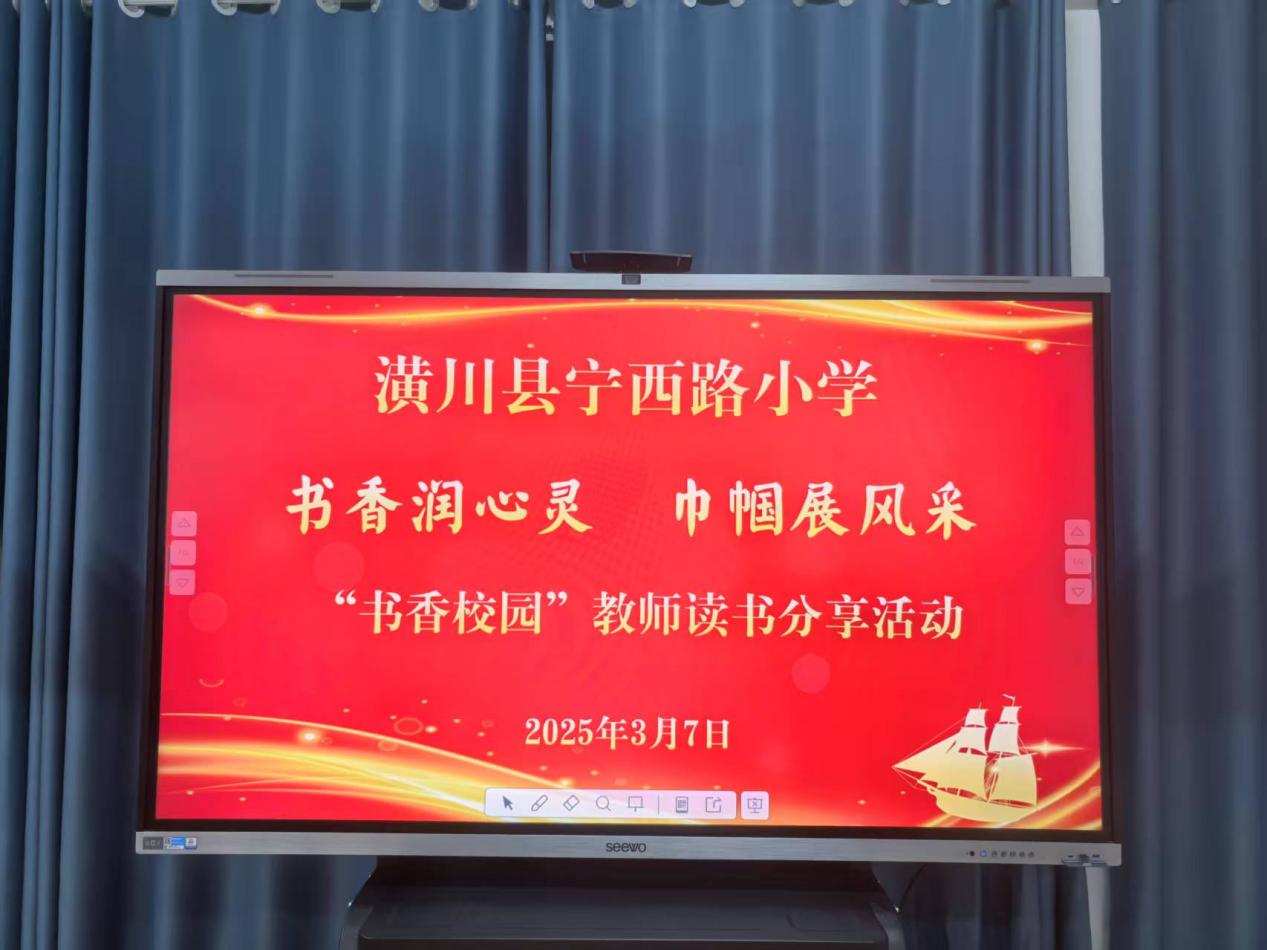 潢川县宁西路小学
书香润心灵 巾帼展风采
“书香校园”教师读书分享活动
2025年3月7日
seewo